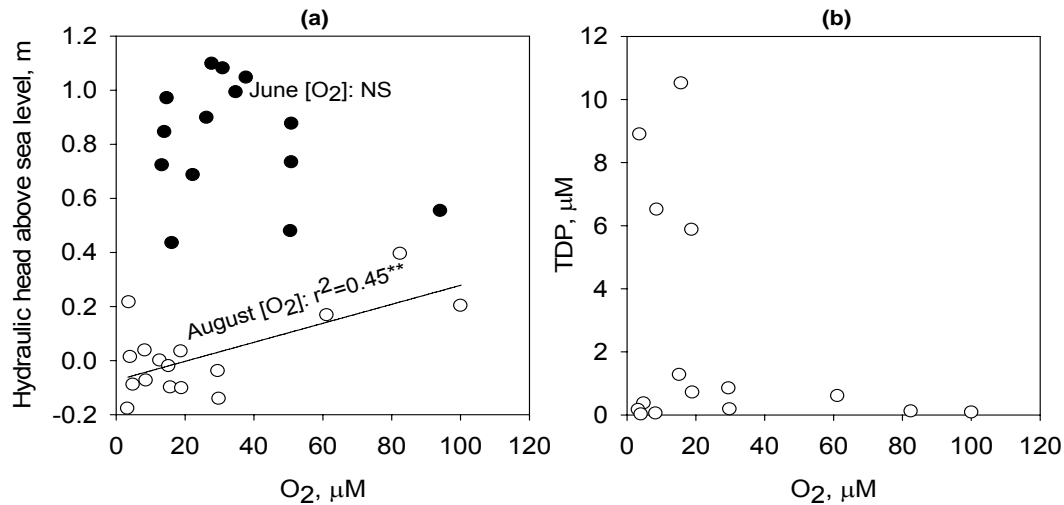 (a)
Hydraulic head above sea level, m
1.2
1.0
0.8
0.6
0.4
0.2
0.0
-0.2
June [O2]: NS
August [O2]: r2=0.45**
0 20 40 60 80 100 120
O2, μM
(b)
TDP, μM
12
10
8
6
4
2
0
0 20 40 60 80 100 120
O2, μM